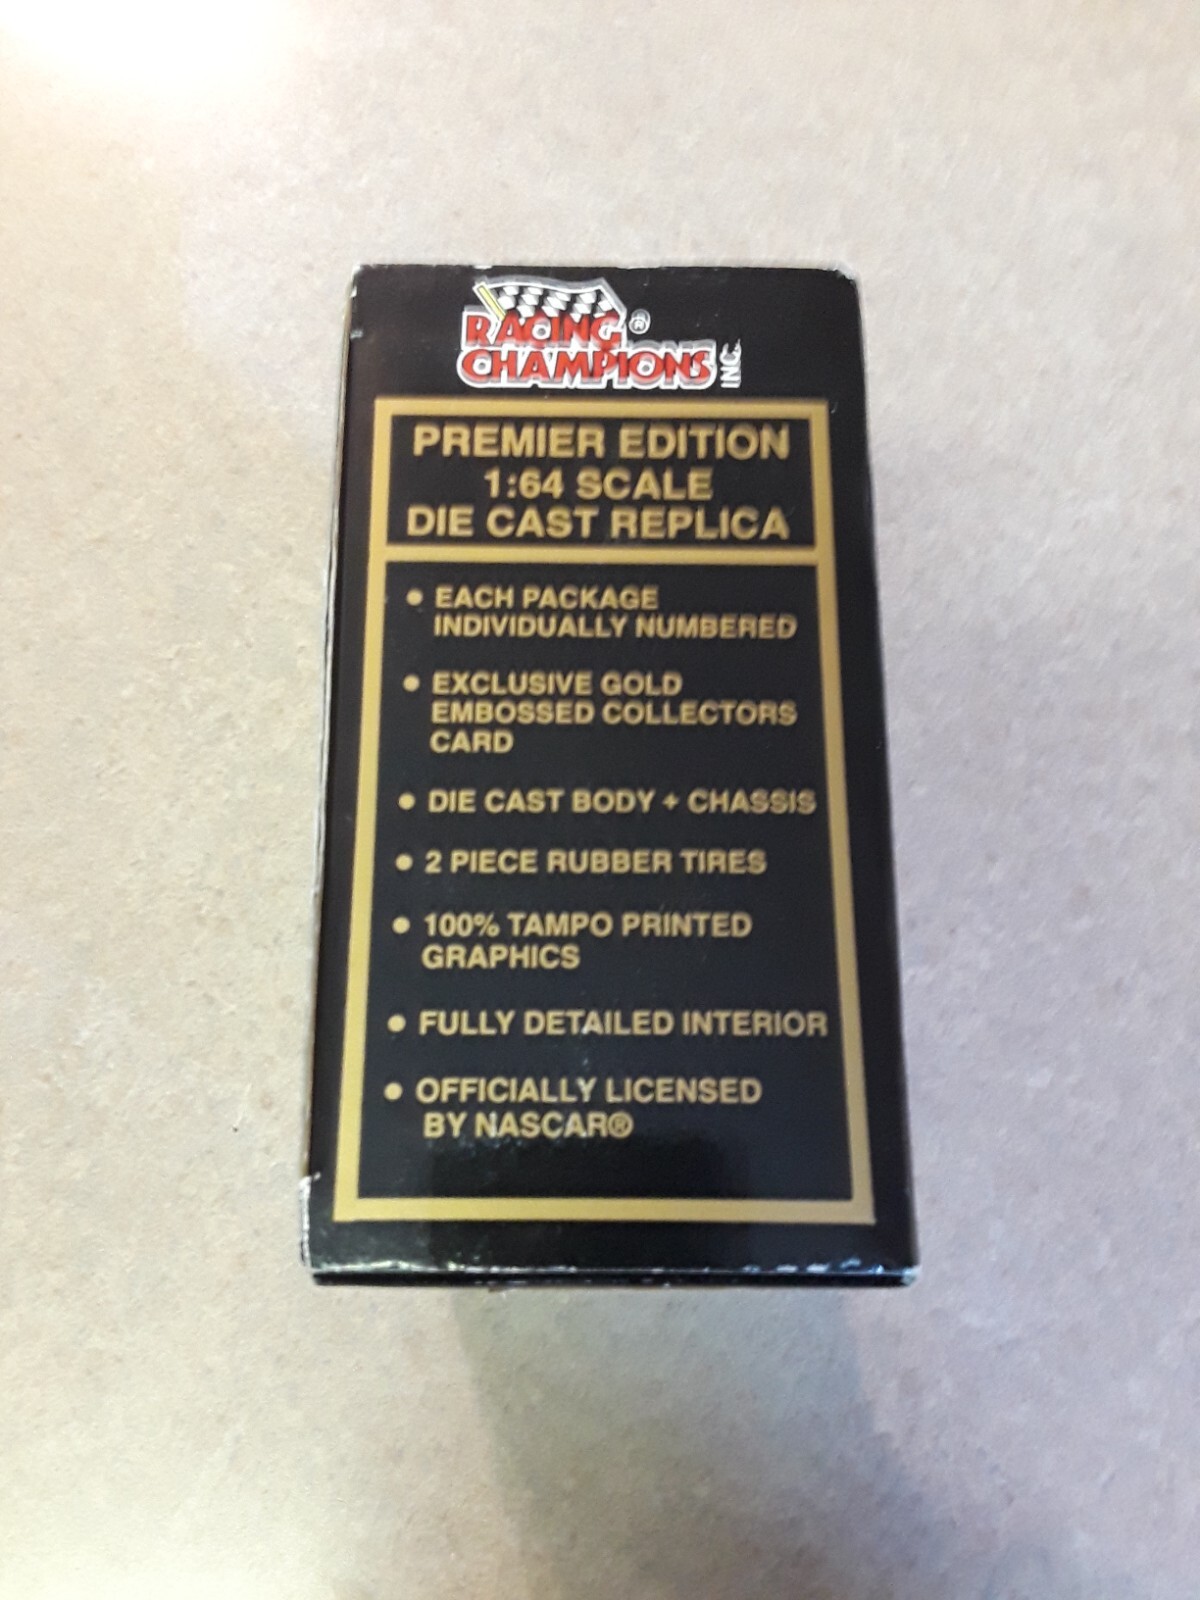 RACING ®
CHAMPIONS INC.
PREMIER EDITION
1:64 SCALE
DIE CAST REPLICA
• EACH PACKAGE
INDIVIDUALLY NUMBERED
• EXCLUSIVE GOLD
EMBOSSED COLLECTORS
CARD
• DIE CAST BODY + CHASSIS
• 2 PIECE RUBBER TIRES
• 100% TAMPO PRINTED
GRAPHICS
• FULLY DETAILED INTERIOR
• OFFICIALLY LICENSED
BY NASCAR®